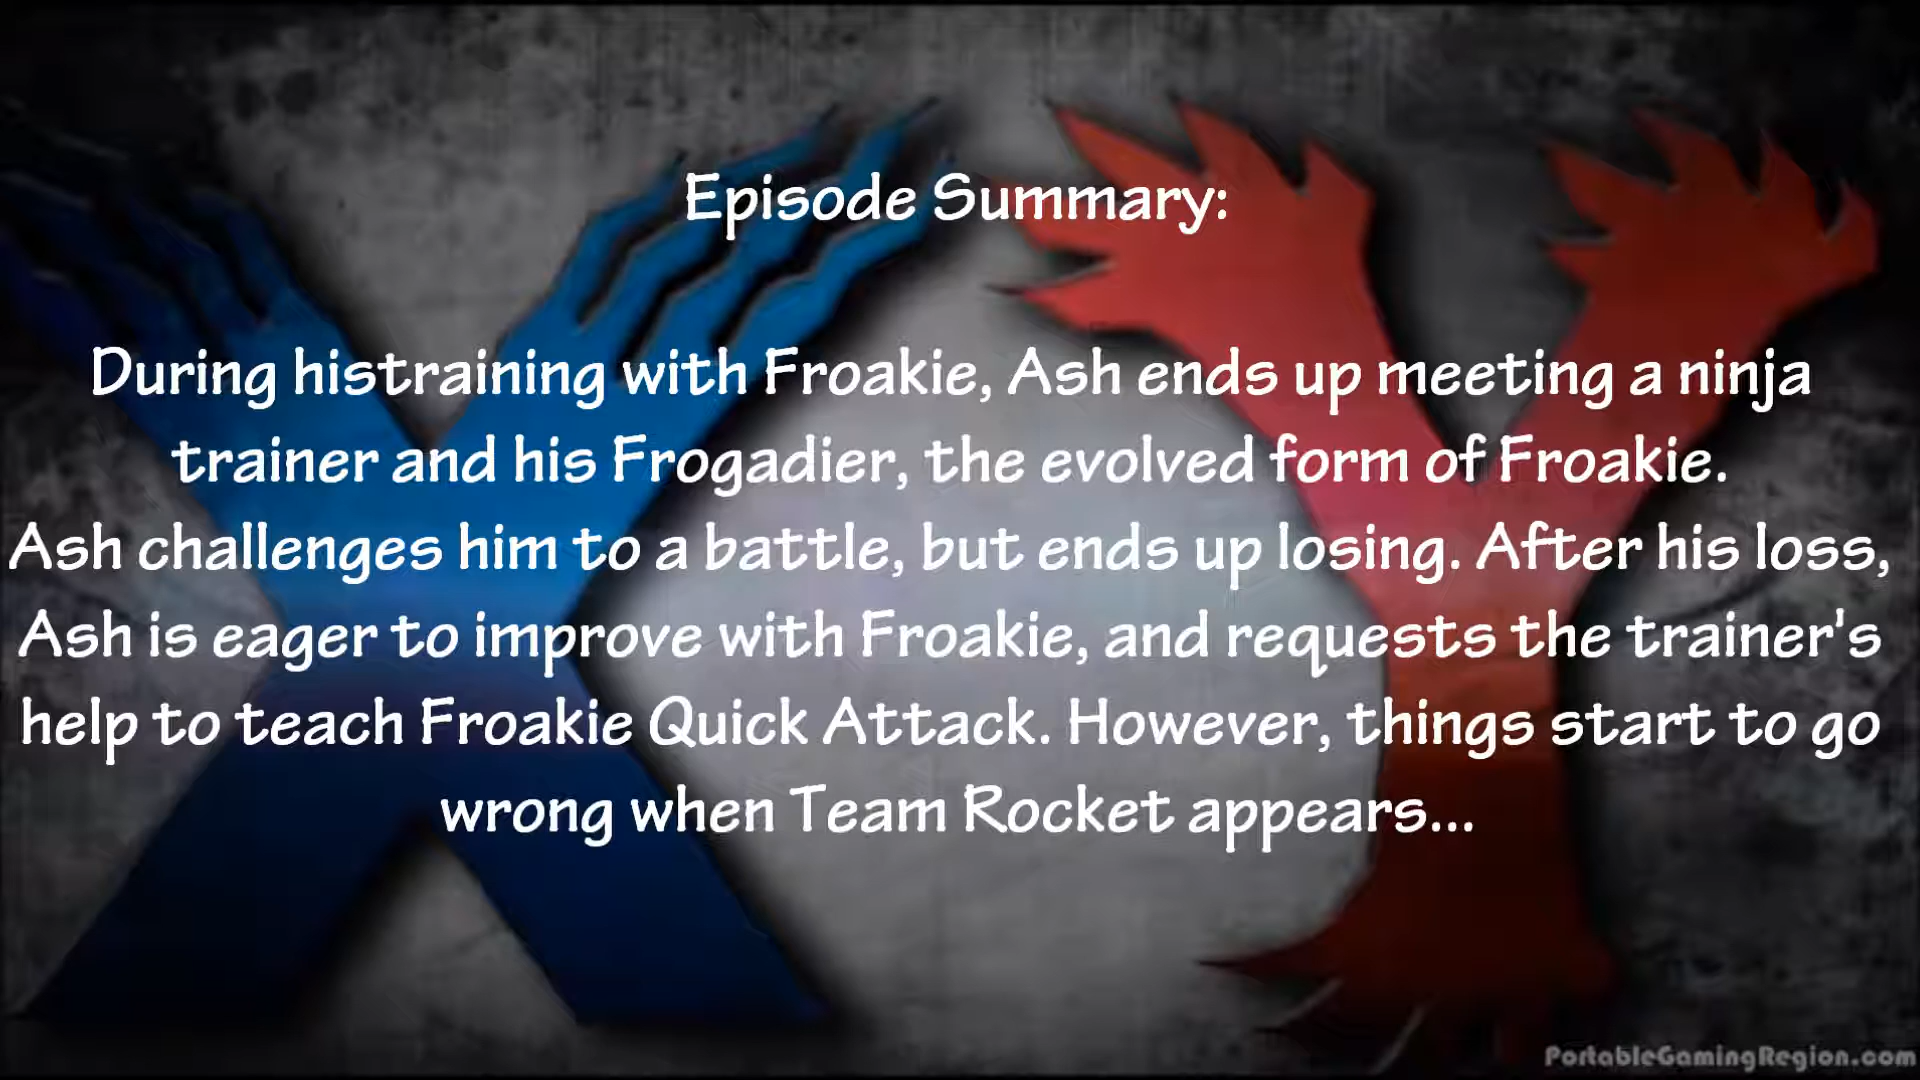 Episode Summary:
During histraining with Froakie, Ash ends up meeting a ninja
trainer and his Frogadier, the evolved form of Froakie.
Ash challenges him to a battle, but ends up losing. After his loss,
Ash is eager to improve with Froakie, and requests the trainer's
help to teach Froakie Quick Attack. However, things start to go
wrong when Team Rocket appears...
PortableGamingRegion.com